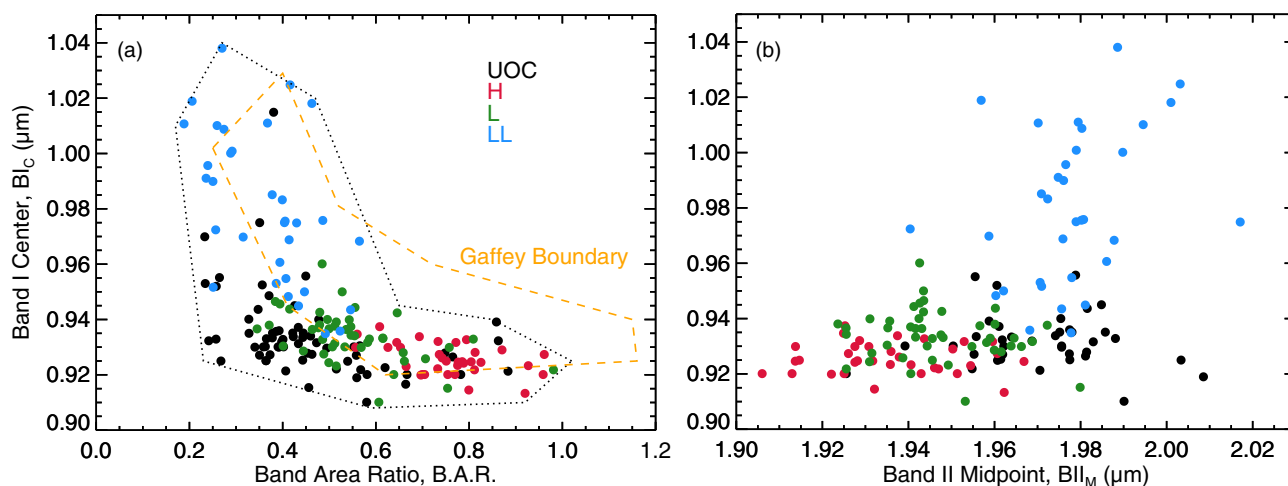 (a)
UOC
H
L
LL
Gaffey Boundary
1.04
1.02
1.00
0.98
0.96
0.94
0.92
0.90
Band I Center, BI_C (µm)
0.0 0.2 0.4 0.6 0.8 1.0 1.2
Band Area Ratio, B.A.R.
(b)
1.04
1.02
1.00
0.98
0.96
0.94
0.92
0.90
1.90 1.92 1.94 1.96 1.98 2.00 2.02
Band II Midpoint, BII_M (µm)